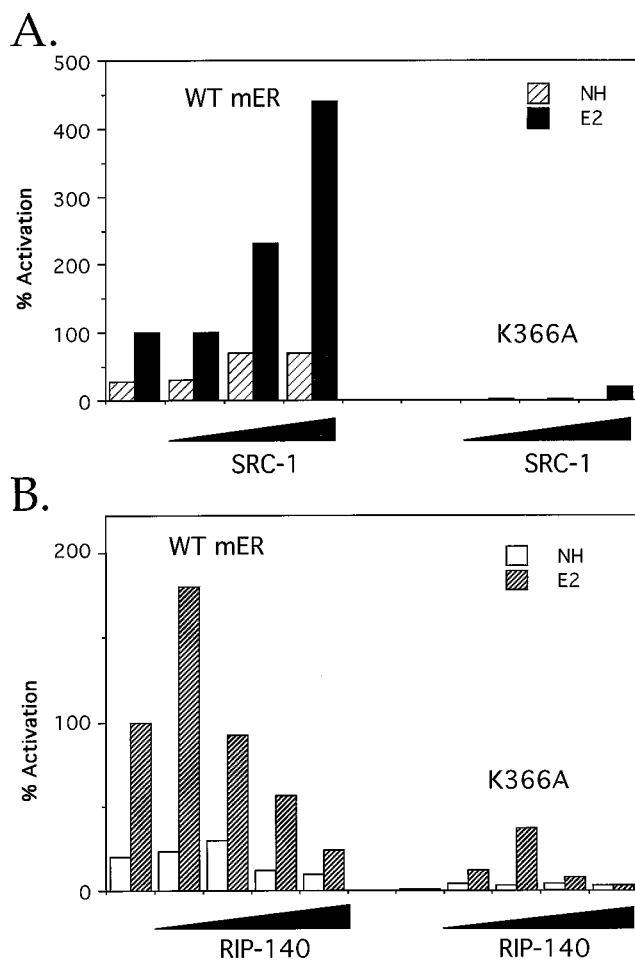 A.
500
400
300
200
100
0
% Activation
WT mER
NH
E2
K366A
SRC-1
SRC-1
B.
200
100
0
% Activation
WT mER
NH
E2
K366A
RIP-140
RIP-140